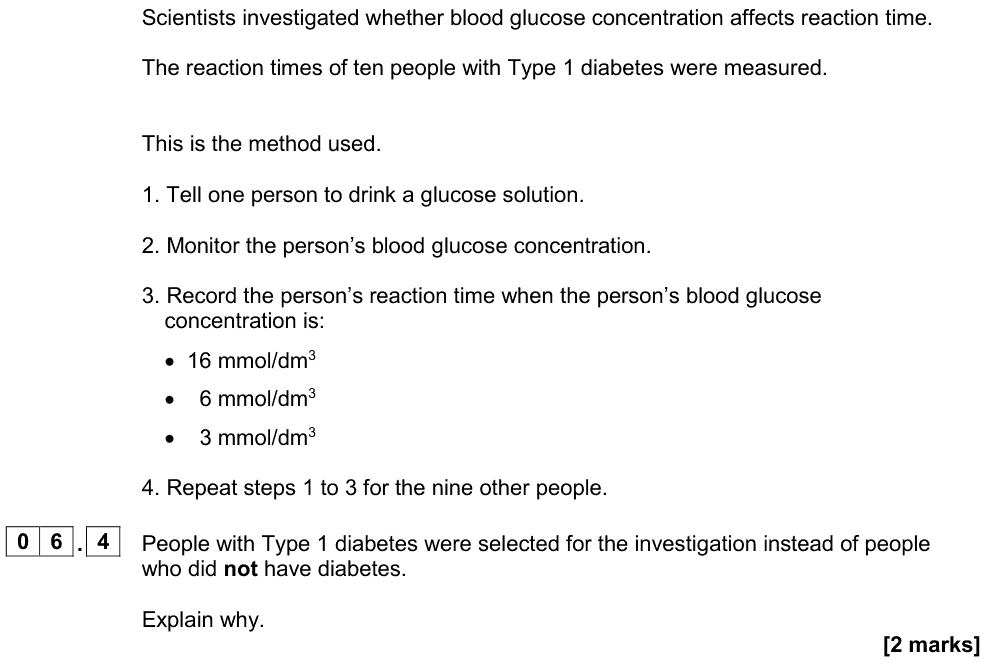 Scientists investigated whether blood glucose concentration affects reaction time.
The reaction times of ten people with Type 1 diabetes were measured.
This is the method used.
1. Tell one person to drink a glucose solution.
2. Monitor the person’s blood glucose concentration.
3. Record the person’s reaction time when the person’s blood glucose
concentration is:
• 16 mmol/dm³
• 6 mmol/dm³
• 3 mmol/dm³
4. Repeat steps 1 to 3 for the nine other people.
0 6 . 4 People with Type 1 diabetes were selected for the investigation instead of people
who did not have diabetes.
Explain why.
[2 marks]